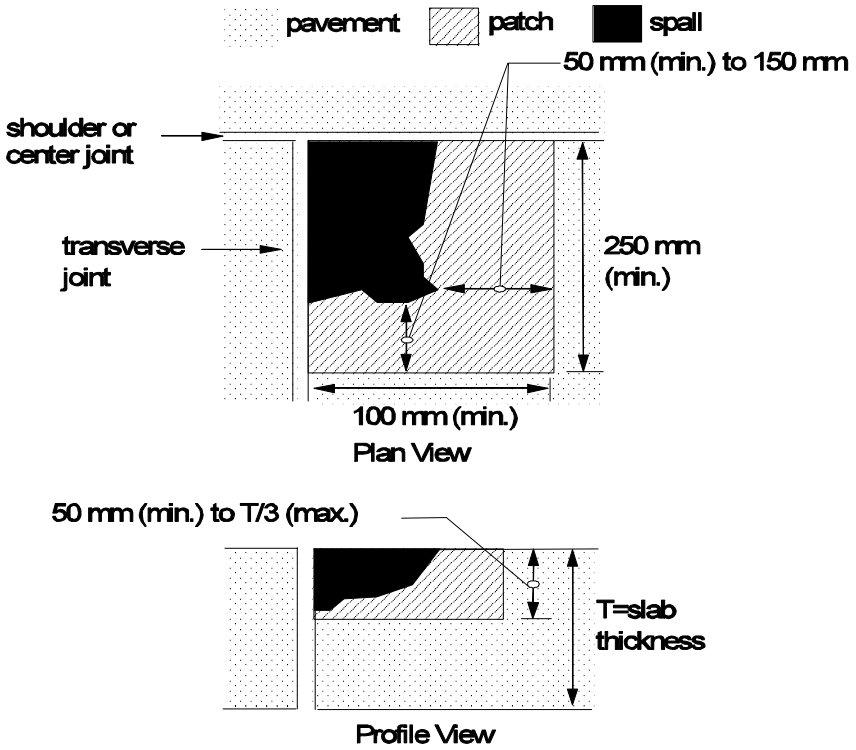 pavement patch spall
50 mm (min.) to 150 mm
shoulder or
center joint
transverse
joint
250 mm
(min.)
100 mm (min.)
Plan View
50 mm (min.) to T/3 (max.)
T=slab
thickness
Profile View